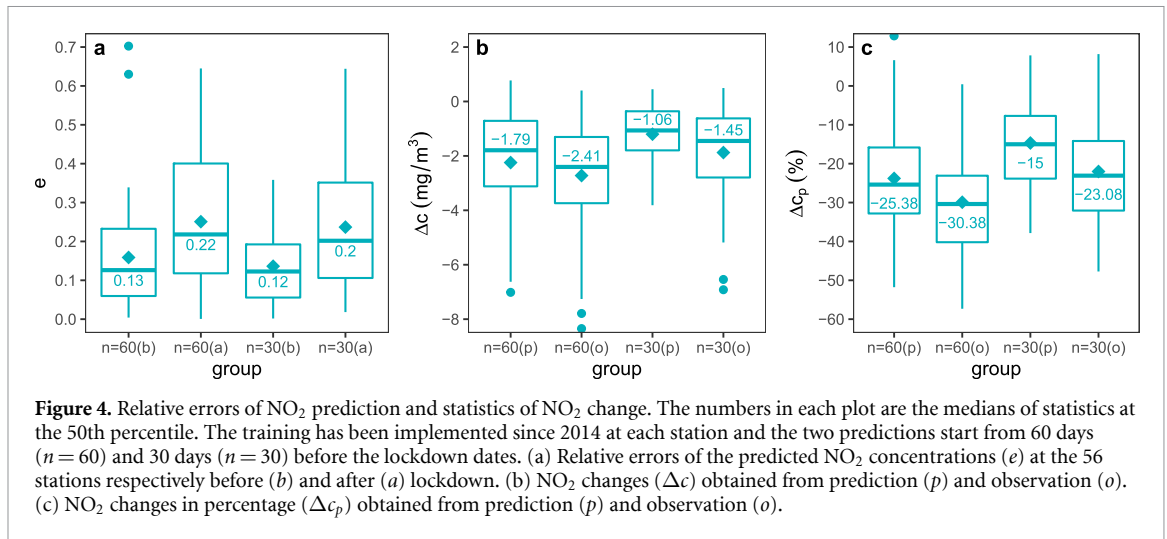 a
b
c
0.7
0.6
0.5
0.4
0.3
0.2
0.1
0.0
e
0.13
0.22
0.12
0.2
n=60(b) n=60(a) n=30(b) n=30(a)
group
2
0
−2
−4
−6
−8
Δc (mg/m³)
−1.79
−2.41
−1.06
−1.45
n=60(p) n=60(o) n=30(p) n=30(o)
group
10
0
−10
−20
−30
−40
−50
−60
Δcₚ (%)
−25.38
−30.38
−15
−23.08
n=60(p) n=60(o) n=30(p) n=30(o)
group
Figure 4. Relative errors of NO₂ prediction and statistics of NO₂ change. The numbers in each plot are the medians of statistics at
the 50th percentile. The training has been implemented since 2014 at each station and the two predictions start from 60 days
(n = 60) and 30 days (n = 30) before the lockdown dates. (a) Relative errors of the predicted NO₂ concentrations (e) at the 56
stations respectively before (b) and after (a) lockdown. (b) NO₂ changes (Δc) obtained from prediction (p) and observation (o).
(c) NO₂ changes in percentage (Δcₚ) obtained from prediction (p) and observation (o).